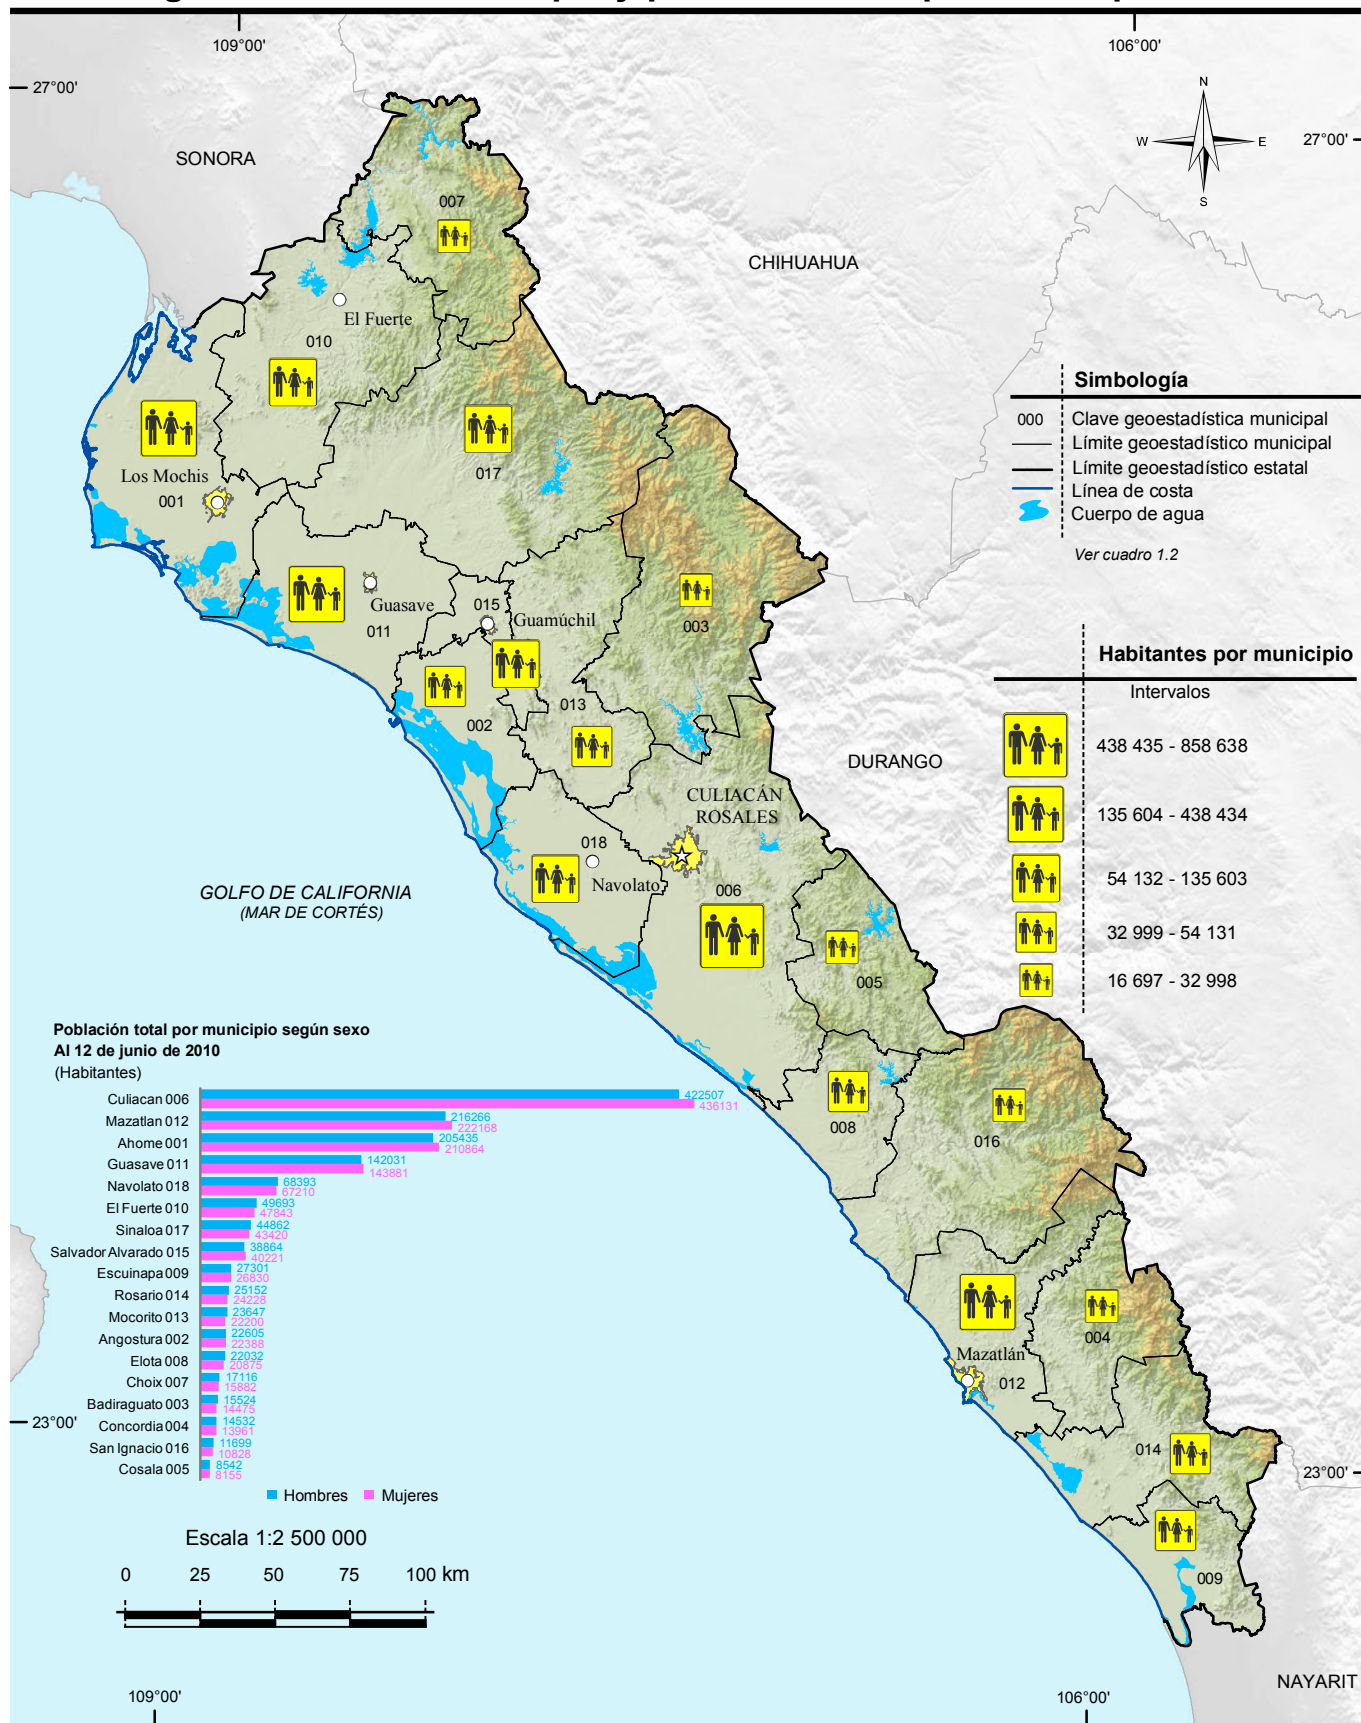 109°00'
106°00'
27°00'
27°00'
N
W
E
S
SONORA
CHIHUAHUA
007
El Fuerte
010
Simbología
000 Clave geoestadística municipal
Límite geoestadístico municipal
Límite geoestadístico estatal
Línea de costa
Cuerpo de agua
Ver cuadro 1.2
017
Los Mochis
001
Guasave
011
015
Guamúchil
003
Habitantes por municipio
Intervalos
438 435 - 858 638
135 604 - 438 434
54 132 - 135 603
32 999 - 54 131
16 697 - 32 998
013
002
DURANGO
CULIACÁN
ROSALES
018
Navolato
006
GOLFO DE CALIFORNIA
(MAR DE CORTÉS)
005
008
016
004
Mazatlán
012
014
009
NAYARIT
Población total por municipio según sexo
Al 12 de junio de 2010
(Habitantes)
Culiacan 006 422507 436131
Mazatlan 012 216266 222168
Ahome 001 205435 210864
Guasave 011 142031 143881
Navolato 018 68393 67210
El Fuerte 010 49693 47843
Sinaloa 017 44862 43420
Salvador Alvarado 015 38864 40221
Escuinapa 009 27301 26830
Rosario 014 25152 24228
Mocorito 013 23647 22200
Angostura 002 22605 22388
Elota 008 22032 20875
Choix 007 17116 15882
Badiraguato 003 15524 14475
Concordia 004 14532 13961
San Ignacio 016 11699 10828
Cosala 005 8542 8155
Hombres Mujeres
23°00'
23°00'
Escala 1:2 500 000
0 25 50 75 100 km
109°00'
106°00'